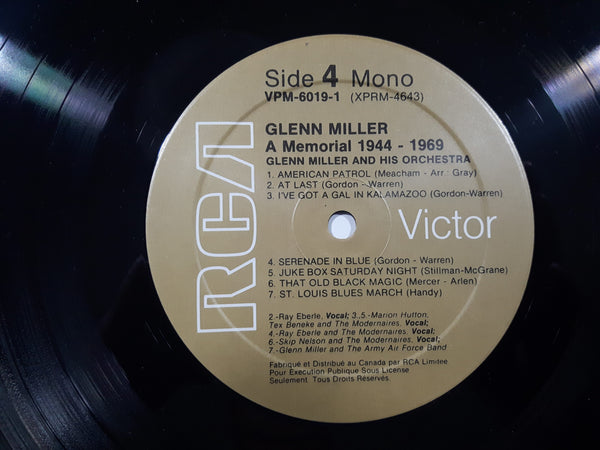 Side 4 Mono
VPM-6019-1 (XPRM-4643)
GLENN MILLER
A Memorial 1944 - 1969
GLENN MILLER AND HIS ORCHESTRA
1. AMERICAN PATROL (Meacham - Arr: Gray)
2. AT LAST (Gordon - Warren)
3. I'VE GOT A GAL IN KALAMAZOO (Gordon-Warren)
RCA
Victor
4. SERENADE IN BLUE (Gordon - Warren)
5. JUKE BOX SATURDAY NIGHT (Stillman-McGrane)
6. THAT OLD BLACK MAGIC (Mercer - Arlen)
7. ST. LOUIS BLUES MARCH (Handy)
2.-Ray Eberle, Vocal; 3.,5.-Marion Hutton,
Tex Beneke and The Modernaires, Vocal;
4.-Ray Eberle and The Modernaires. Vocal;
6.-Skip Nelson and The Modernaires, Vocal;
7.-Glenn Miller and The Army Air Force Band
Fabriqué et Distribué au Canada par RCA Limitée
Pour Exécution Publique Sous License
Seulement. Tous Droits Réservés.